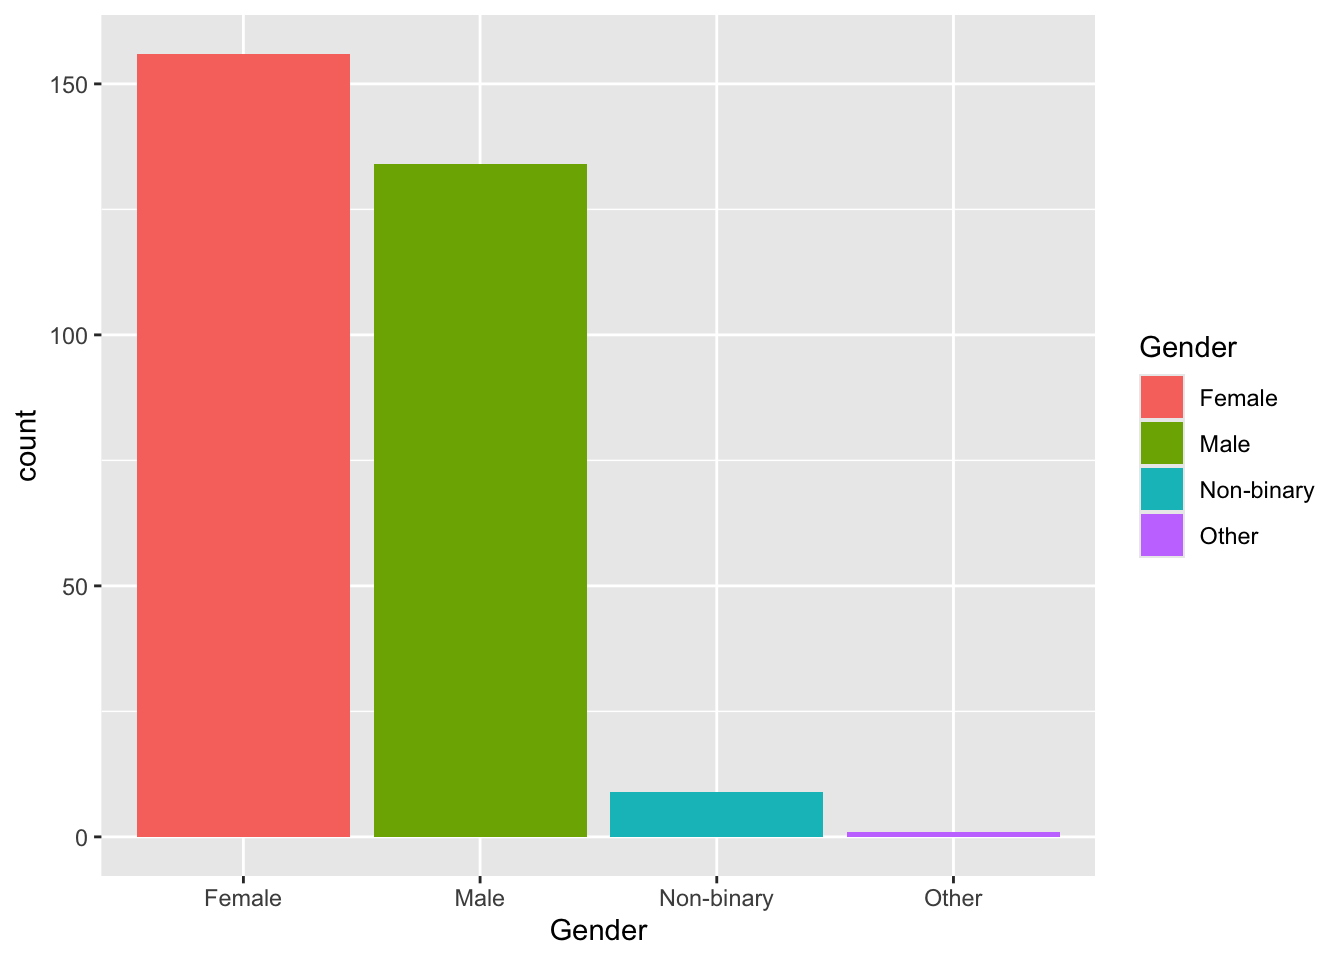 150
100
50
0
count
Female
Male
Non-binary
Other
Gender
Gender
Female
Male
Non-binary
Other